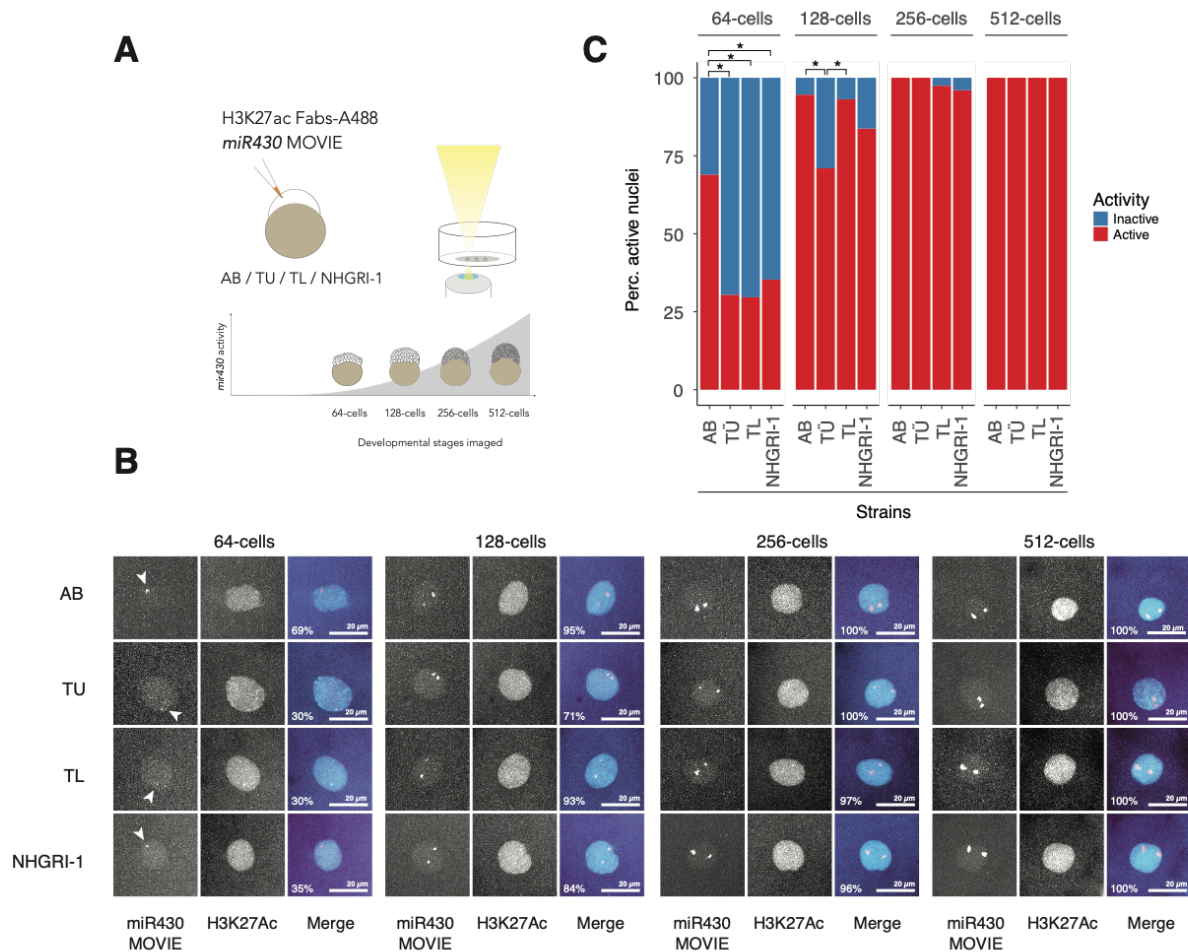 A
H3K27ac Fabs-A488
miR430 MOVIE
AB / TU / TL / NHGRI-1
mir430 activity
64-cells 128-cells 256-cells 512-cells
Developmental stages imaged
C
64-cells 128-cells 256-cells 512-cells
* * *
* *
Perc. active nuclei
100
75
50
25
0
AB TÜ TL NHGRI-1 AB TÜ TL NHGRI-1 AB TÜ TL NHGRI-1 AB TÜ TL NHGRI-1
Strains
Activity
Inactive
Active
B
64-cells 128-cells 256-cells 512-cells
AB
69% 20 µm 95% 20 µm 100% 20 µm 100% 20 µm
TU
30% 20 µm 71% 20 µm 100% 20 µm 100% 20 µm
TL
30% 20 µm 93% 20 µm 97% 20 µm 100% 20 µm
NHGRI-1
35% 20 µm 84% 20 µm 96% 20 µm 100% 20 µm
miR430 H3K27Ac Merge miR430 H3K27Ac Merge miR430 H3K27Ac Merge miR430 H3K27Ac Merge
MOVIE MOVIE MOVIE MOVIE